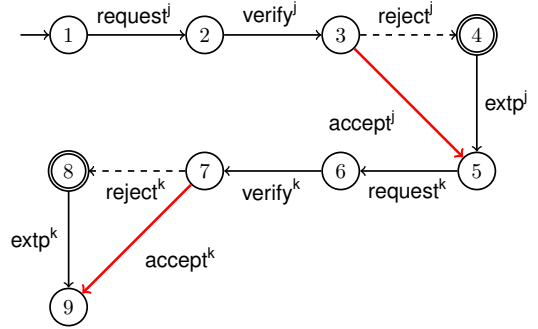 request^j verify^j reject^j
1 2 3 4
accept^j extp^j
8 7 6 5
reject^k verify^k request^k
extp^k accept^k
9